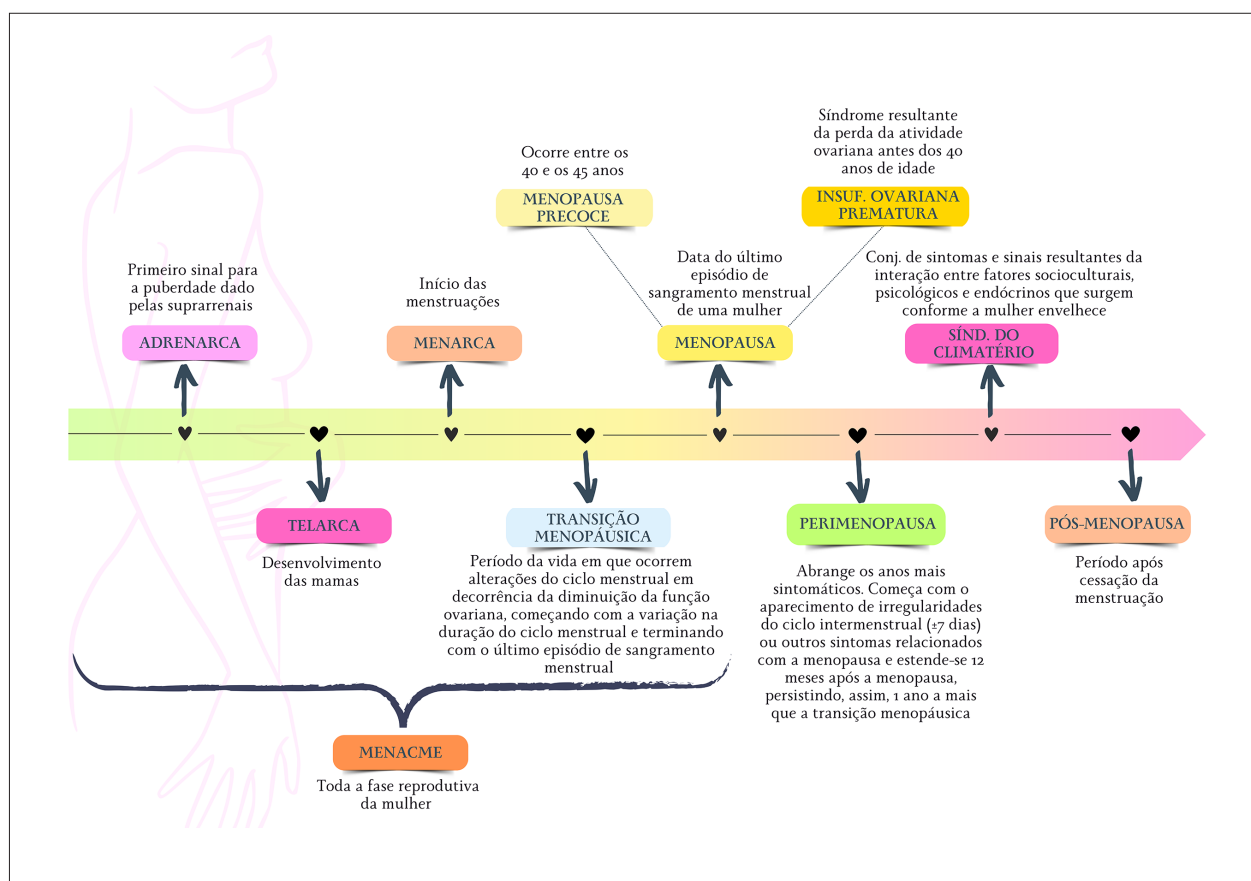 Síndrome resultante
da perda da atividade
ovariana antes dos 40
anos de idade
Ocorre entre os
40 e os 45 anos
MENOPAUSA
PRECOCE
INSUF. OVARIANA
PREMATURA
Primeiro sinal para
a puberdade dado
pelas suprarrenais
ADRENARCA
Início das
menstruações
MENARCA
Data do último
episódio de
sangramento menstrual
de uma mulher
MENOPAUSA
Conj. de sintomas e sinais resultantes da
interação entre fatores socioculturais,
psicológicos e endócrinos que surgem
conforme a mulher envelhece
SÍND. DO
CLIMATÉRIO
TELARCA
Desenvolvimento
das mamas
TRANSIÇÃO
MENOPÁUSICA
Período da vida em que ocorrem
alterações do ciclo menstrual em
decorrência da diminuição da função
ovariana, começando com a variação na
duração do ciclo menstrual e terminando
com o último episódio de sangramento
menstrual
PERIMENOPAUSA
Abrange os anos mais
sintomáticos. Começa com o
aparecimento de irregularidades
do ciclo intermenstrual (±7 dias)
ou outros sintomas relacionados
com a menopausa e estende-se 12
meses após a menopausa,
persistindo, assim, 1 ano a mais
que a transição menopáusica
PÓS-MENOPAUSA
Período após
cessação da
menstruação
MENACME
Toda a fase reprodutiva
da mulher